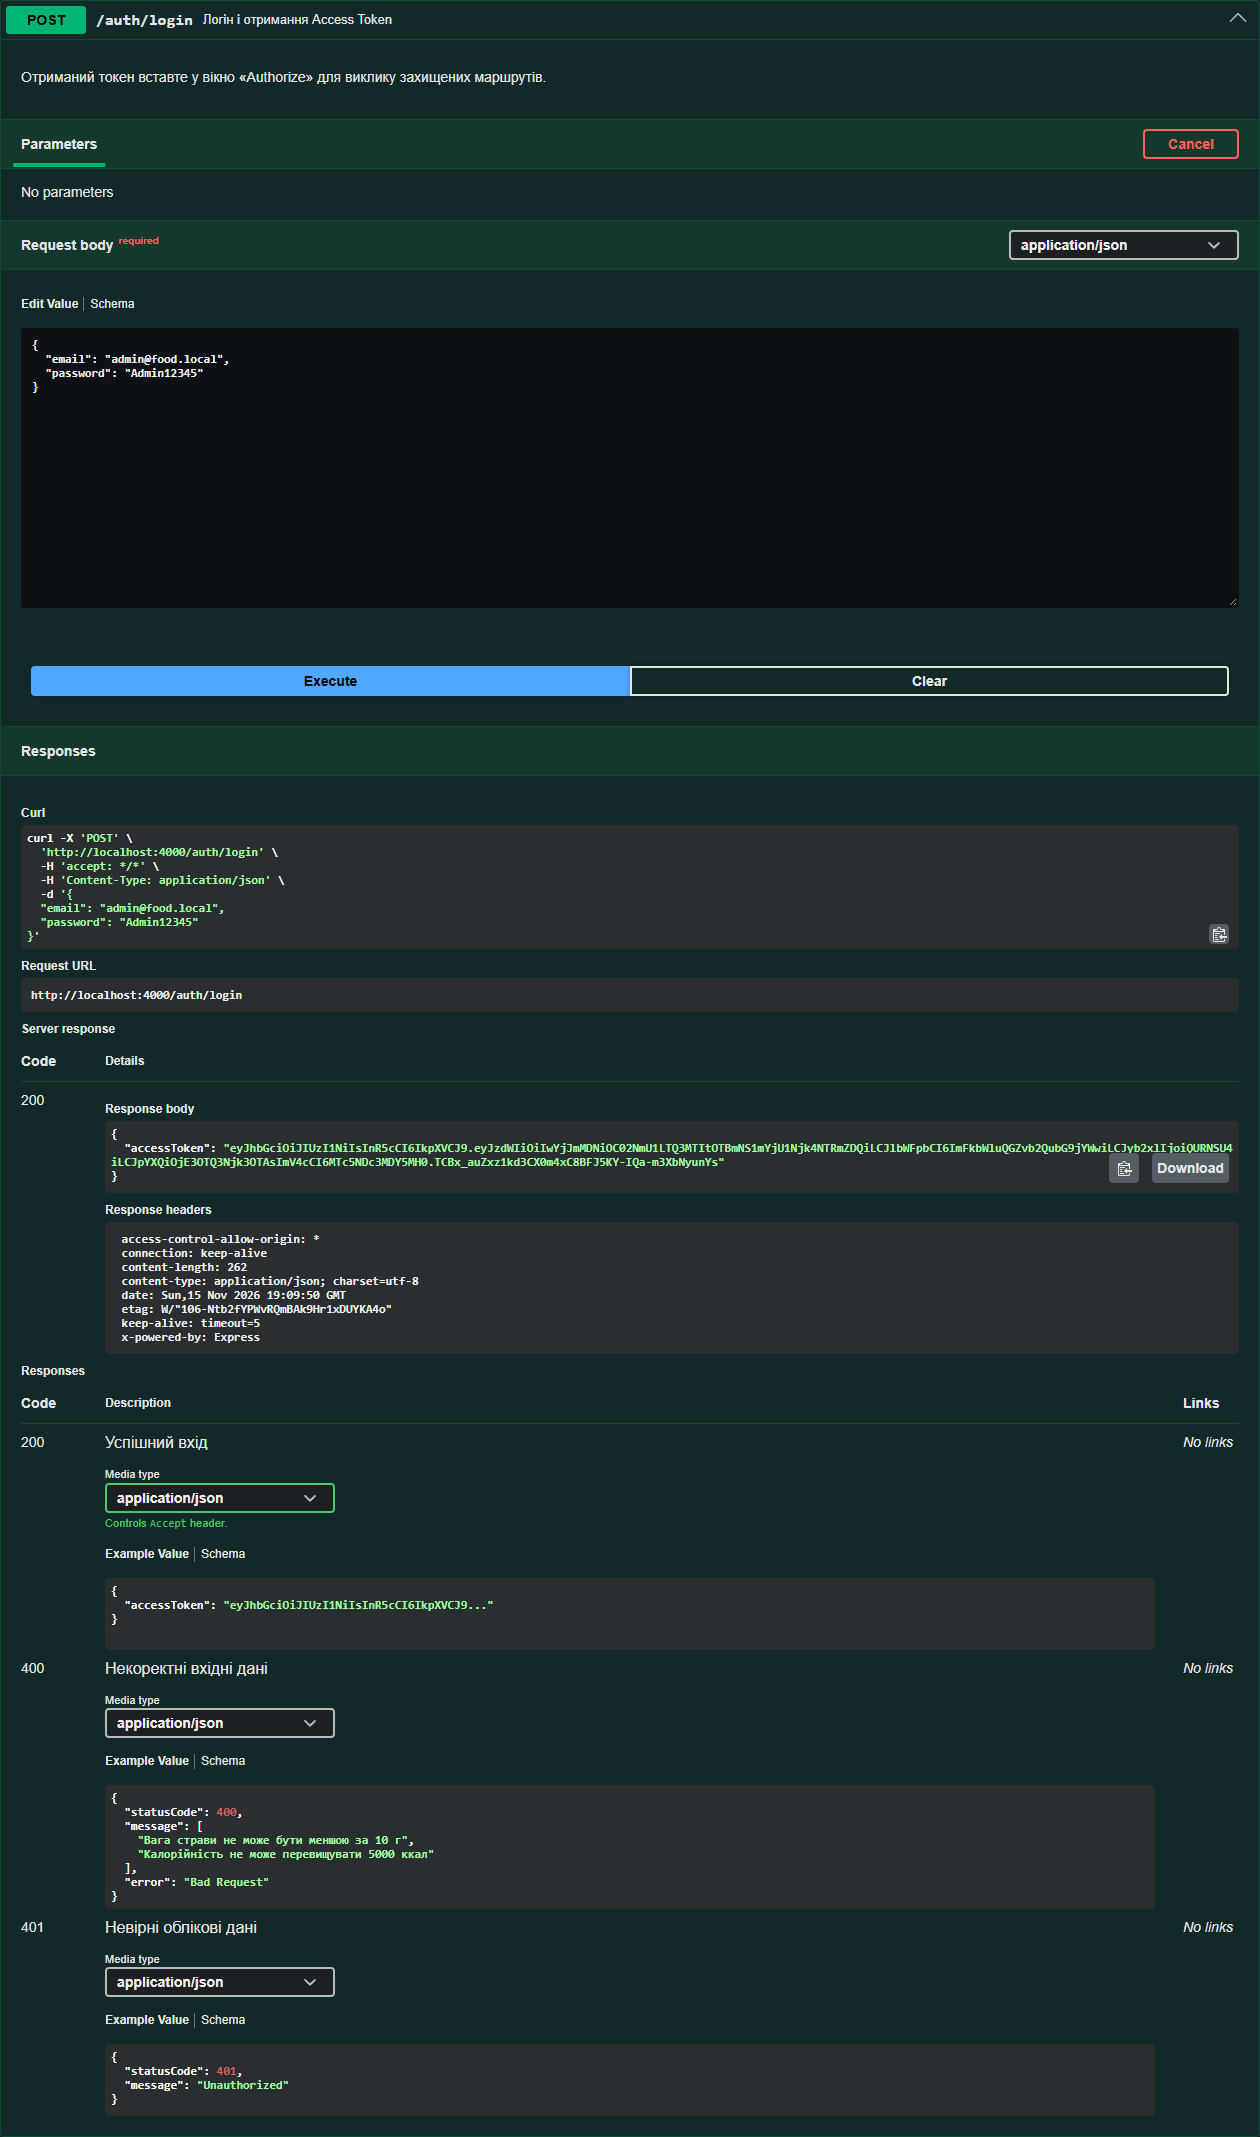 POST /auth/login Логін і отримання Access Token
Отриманий токен вставте у вікно «Authorize» для виклику захищених маршрутів.
Parameters
Cancel
No parameters
Request body required
application/json
Edit Value | Schema
{
  "email": "admin@food.local",
  "password": "Admin12345"
}
Execute
Clear
Responses
Curl
curl -X 'POST' \
  'http://localhost:4000/auth/login' \
  -H 'accept: */*' \
  -H 'Content-Type: application/json' \
  -d '{
  "email": "admin@food.local",
  "password": "Admin12345"
}'
Request URL
http://localhost:4000/auth/login
Server response
Code Details
200
Response body
{
  "accessToken":
}
Download
Response headers
access-control-allow-origin: *
connection: keep-alive
content-length: 262
content-type: application/json; charset=utf-8
date: Sun,15 Nov 2026 19:09:50 GMT
etag: W/"106-Ntb2fYPWvRQmBAk9Hr1xDUYKA4o"
keep-alive: timeout=5
x-powered-by: Express
Responses
Code Description Links
200 Успішний вхід No links
Media type
application/json
Controls Accept header.
Example Value | Schema
{
  "accessToken": "eyJhbGciOiJIUzI1NiIsInR5cCI6IkpXVCJ9..."
}
400 Некоректні вхідні дані No links
Media type
application/json
Example Value | Schema
{
  "statusCode": 400,
  "message": [
    "Вага страви не може бути меншою за 10 г",
    "Калорійність не може перевищувати 5000 ккал"
  ],
  "error": "Bad Request"
}
401 Невірні облікові дані No links
Media type
application/json
Example Value | Schema
{
  "statusCode": 401,
  "message": "Unauthorized"
}